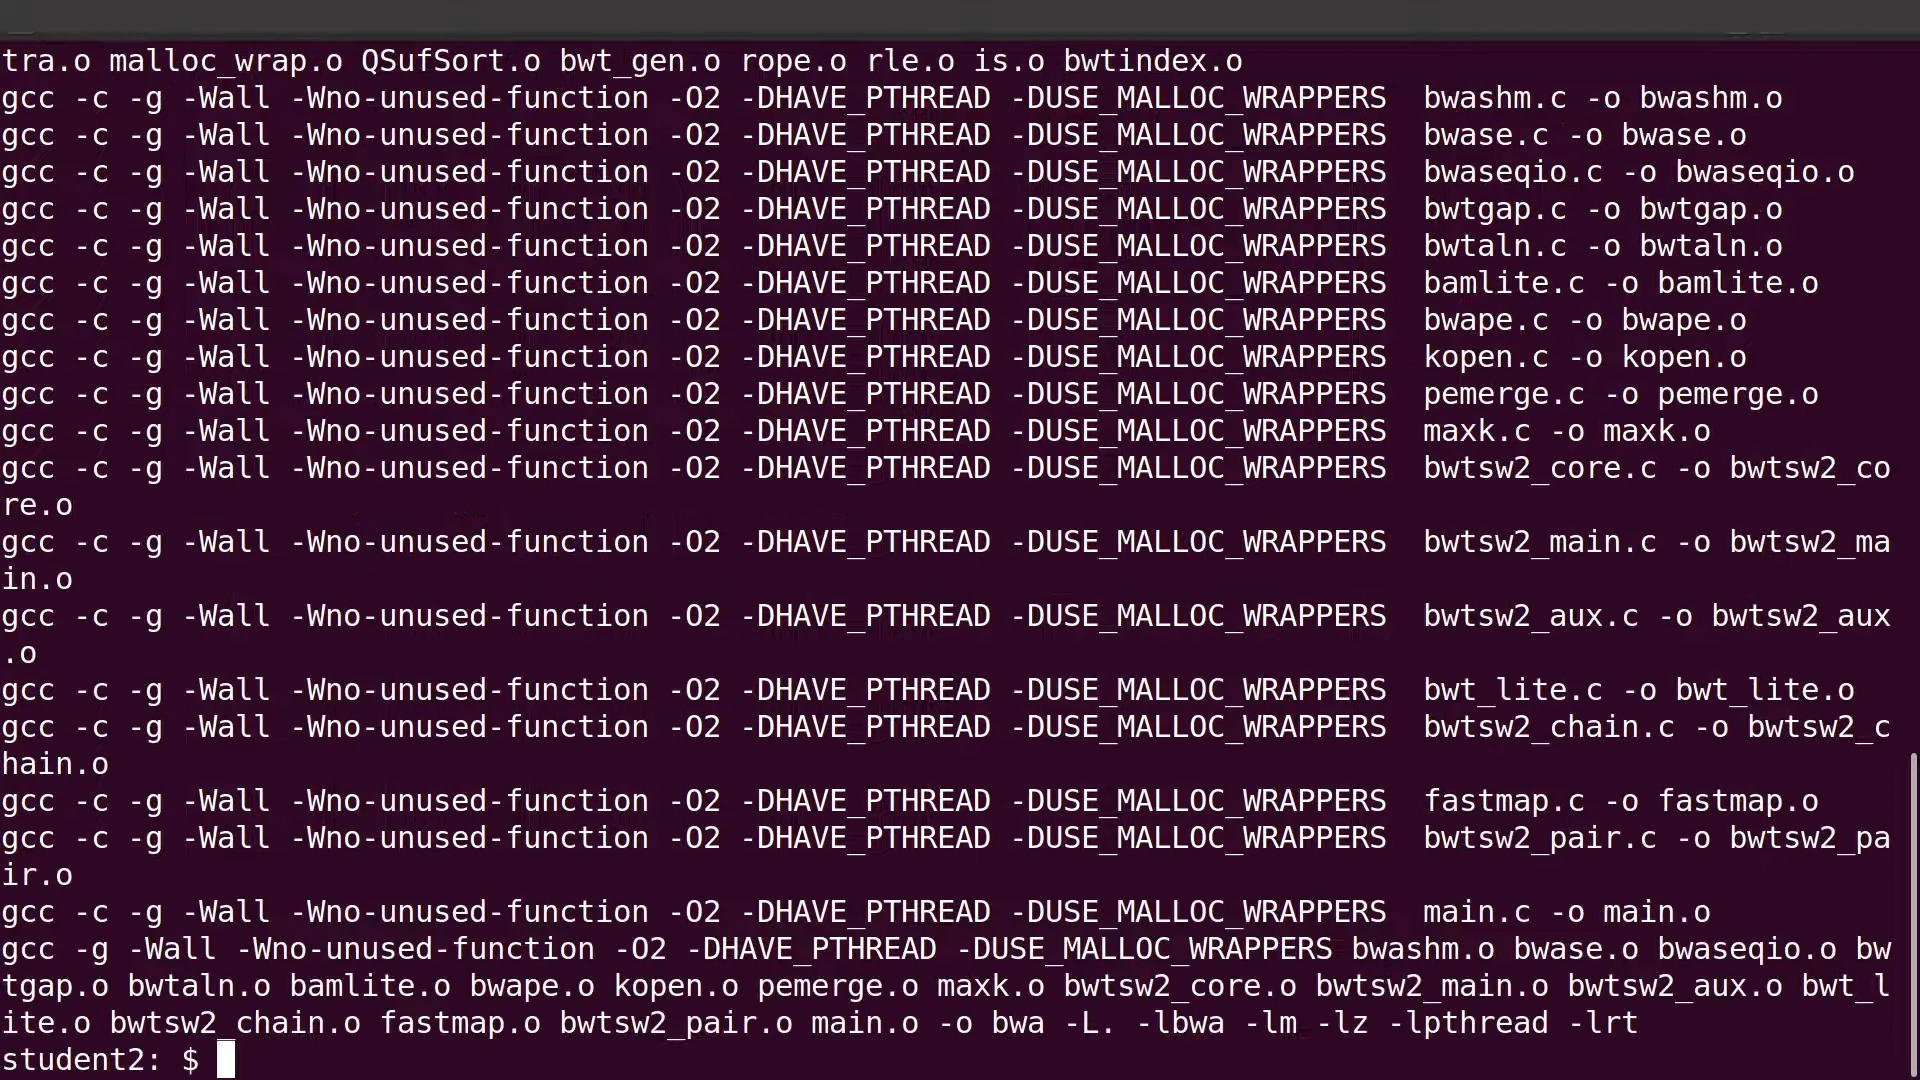 tra.o malloc_wrap.o QSufSort.o bwt_gen.o rope.o rle.o is.o bwtindex.o
gcc -c -g -Wall -Wno-unused-function -O2 -DHAVE_PTHREAD -DUSE_MALLOC_WRAPPERS  bwashm.c -o bwashm.o
gcc -c -g -Wall -Wno-unused-function -O2 -DHAVE_PTHREAD -DUSE_MALLOC_WRAPPERS  bwase.c -o bwase.o
gcc -c -g -Wall -Wno-unused-function -O2 -DHAVE_PTHREAD -DUSE_MALLOC_WRAPPERS  bwaseqio.c -o bwaseqio.o
gcc -c -g -Wall -Wno-unused-function -O2 -DHAVE_PTHREAD -DUSE_MALLOC_WRAPPERS  bwtgap.c -o bwtgap.o
gcc -c -g -Wall -Wno-unused-function -O2 -DHAVE_PTHREAD -DUSE_MALLOC_WRAPPERS  bwtaln.c -o bwtaln.o
gcc -c -g -Wall -Wno-unused-function -O2 -DHAVE_PTHREAD -DUSE_MALLOC_WRAPPERS  bamlite.c -o bamlite.o
gcc -c -g -Wall -Wno-unused-function -O2 -DHAVE_PTHREAD -DUSE_MALLOC_WRAPPERS  bwape.c -o bwape.o
gcc -c -g -Wall -Wno-unused-function -O2 -DHAVE_PTHREAD -DUSE_MALLOC_WRAPPERS  kopen.c -o kopen.o
gcc -c -g -Wall -Wno-unused-function -O2 -DHAVE_PTHREAD -DUSE_MALLOC_WRAPPERS  pemerge.c -o pemerge.o
gcc -c -g -Wall -Wno-unused-function -O2 -DHAVE_PTHREAD -DUSE_MALLOC_WRAPPERS  maxk.c -o maxk.o
gcc -c -g -Wall -Wno-unused-function -O2 -DHAVE_PTHREAD -DUSE_MALLOC_WRAPPERS  bwtsw2_core.c -o bwtsw2_co
re.o
gcc -c -g -Wall -Wno-unused-function -O2 -DHAVE_PTHREAD -DUSE_MALLOC_WRAPPERS  bwtsw2_main.c -o bwtsw2_ma
in.o
gcc -c -g -Wall -Wno-unused-function -O2 -DHAVE_PTHREAD -DUSE_MALLOC_WRAPPERS  bwtsw2_aux.c -o bwtsw2_aux
.o
gcc -c -g -Wall -Wno-unused-function -O2 -DHAVE_PTHREAD -DUSE_MALLOC_WRAPPERS  bwt_lite.c -o bwt_lite.o
gcc -c -g -Wall -Wno-unused-function -O2 -DHAVE_PTHREAD -DUSE_MALLOC_WRAPPERS  bwtsw2_chain.c -o bwtsw2_c
hain.o
gcc -c -g -Wall -Wno-unused-function -O2 -DHAVE_PTHREAD -DUSE_MALLOC_WRAPPERS  fastmap.c -o fastmap.o
gcc -c -g -Wall -Wno-unused-function -O2 -DHAVE_PTHREAD -DUSE_MALLOC_WRAPPERS  bwtsw2_pair.c -o bwtsw2_pa
ir.o
gcc -c -g -Wall -Wno-unused-function -O2 -DHAVE_PTHREAD -DUSE_MALLOC_WRAPPERS  main.c -o main.o
gcc -g -Wall -Wno-unused-function -O2 -DHAVE_PTHREAD -DUSE_MALLOC_WRAPPERS bwashm.o bwase.o bwaseqio.o bw
tgap.o bwtaln.o bamlite.o bwape.o kopen.o pemerge.o maxk.o bwtsw2_core.o bwtsw2_main.o bwtsw2_aux.o bwt_l
ite.o bwtsw2_chain.o fastmap.o bwtsw2_pair.o main.o -o bwa -L. -lbwa -lm -lz -lpthread -lrt
student2: $